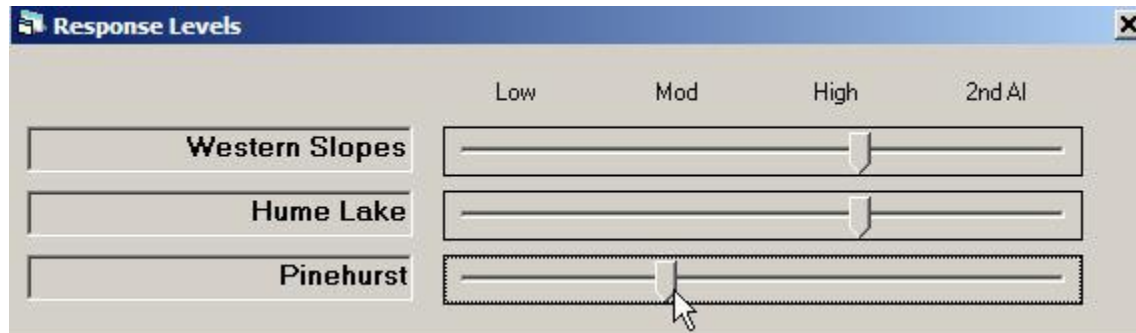 Response Levels
Low Mod High 2nd Al
Western Slopes
Hume Lake
Pinehurst